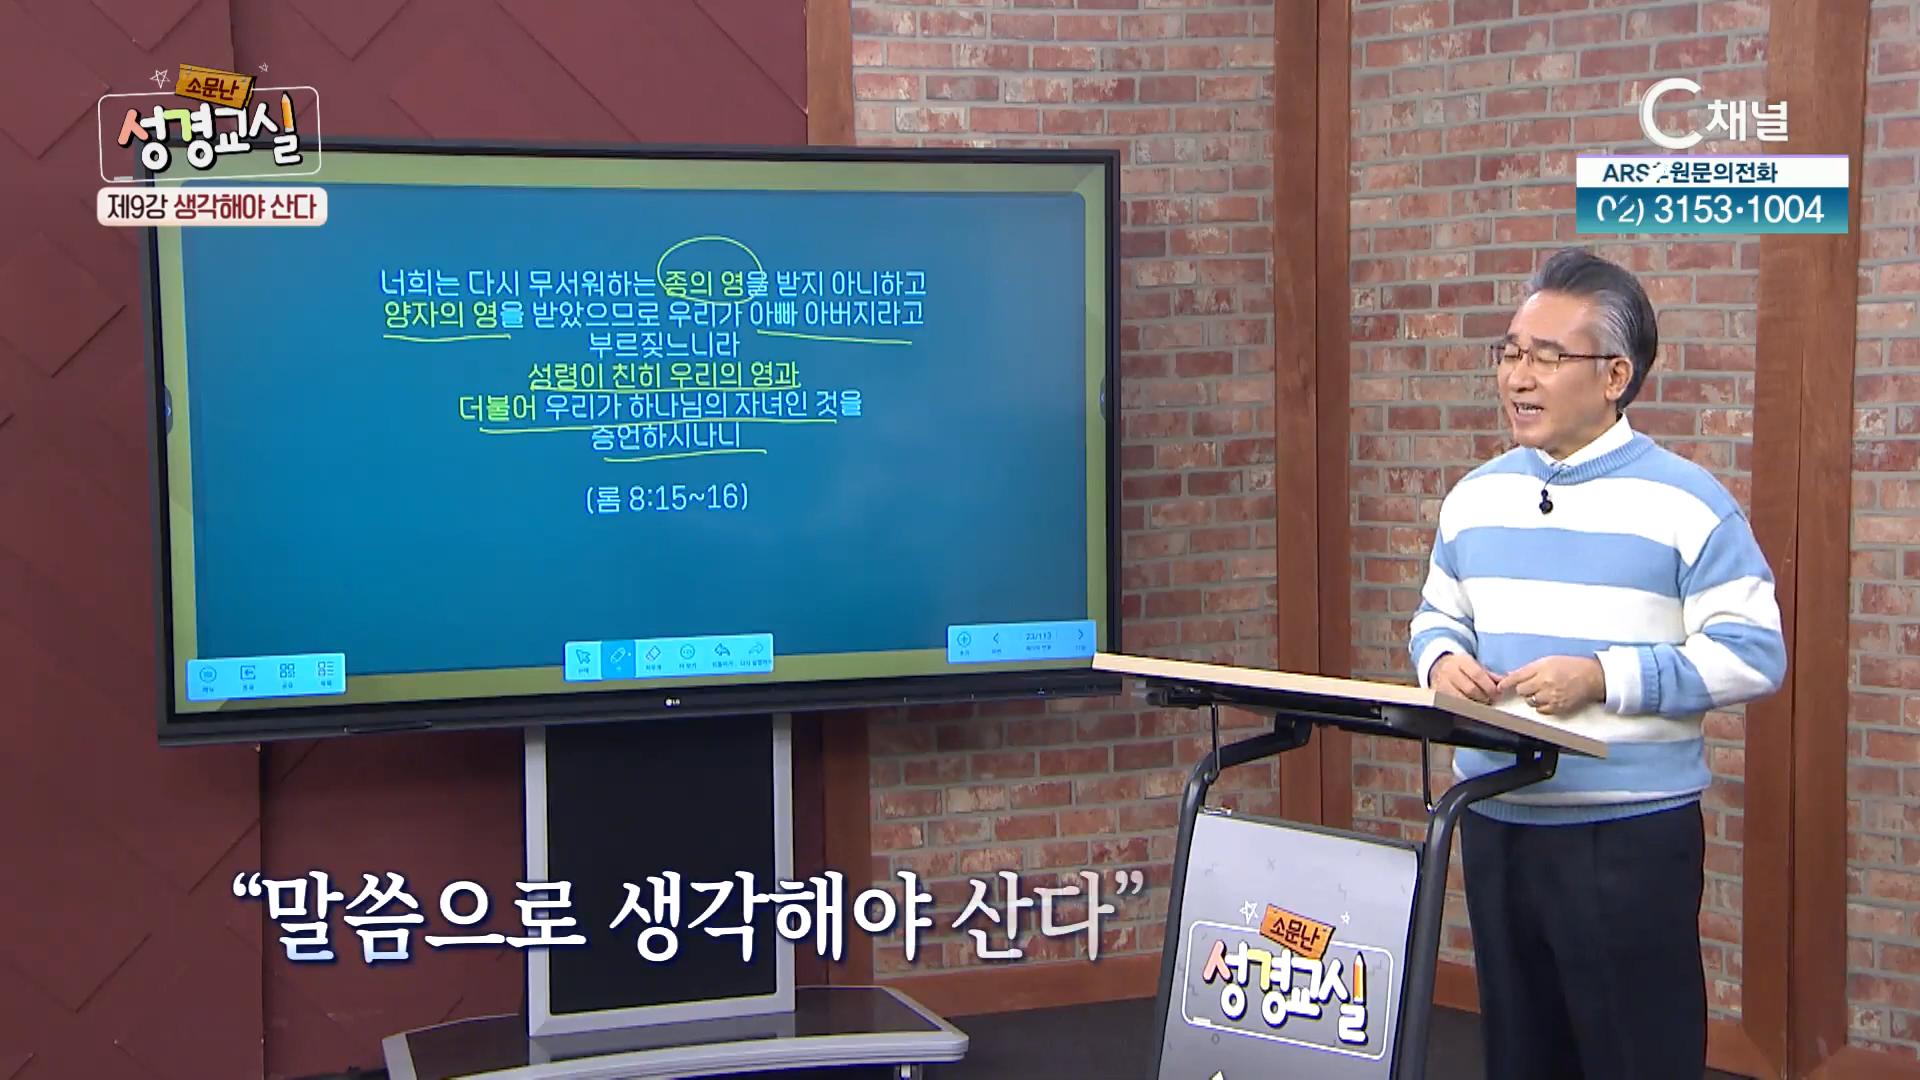 소문난
성경교실
제9강 생각해야 산다
C채널
ARS 원문의전화
02) 3153·1004
너희는 다시 무서워하는 종의 영을 받지 아니하고
양자의 영을 받았으므로 우리가 아빠 아버지라고
부르짖느니라
성령이 친히 우리의 영과
더불어 우리가 하나님의 자녀인 것을
증언하시나니
(롬 8:15~16)
23/113
LG
“말씀으로 생각해야 산다”
소문난
성경교실